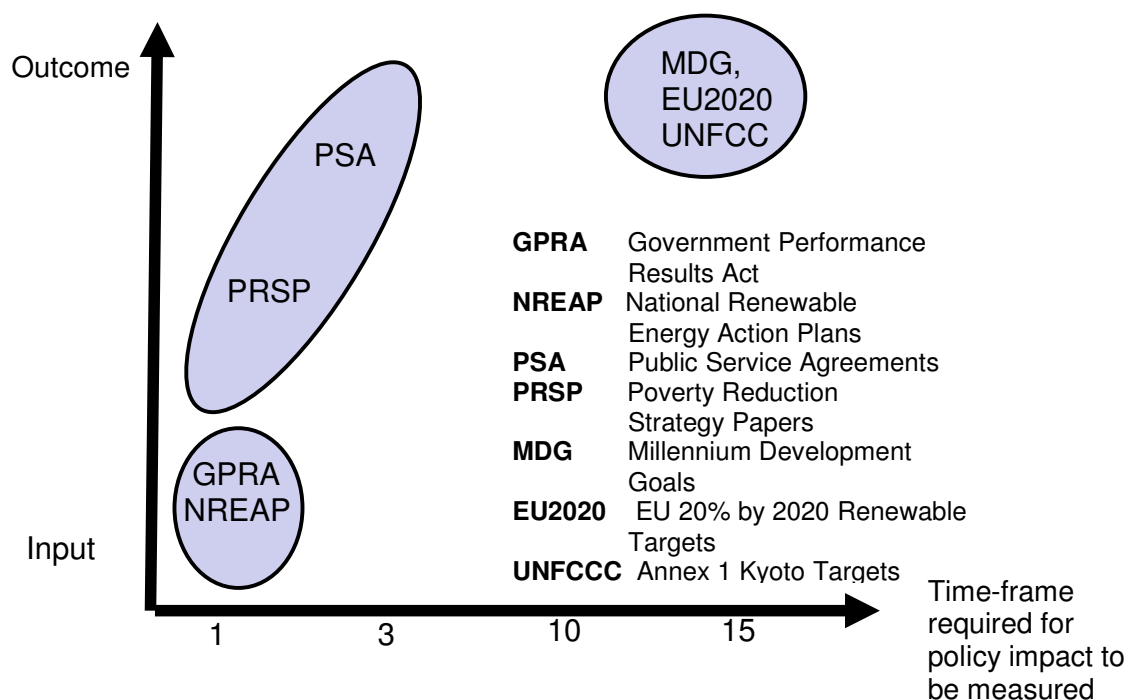 Outcome
MDG,
EU2020
UNFCC
PSA
PRSP
GPRA
NREAP
Input
GPRA Government Performance
Results Act
NREAP National Renewable
Energy Action Plans
PSA Public Service Agreements
PRSP Poverty Reduction
Strategy Papers
MDG Millennium Development
Goals
EU2020 EU 20% by 2020 Renewable
Targets
UNFCCC Annex 1 Kyoto Targets
1 3 10 15
Time-frame
required for
policy impact to
be measured